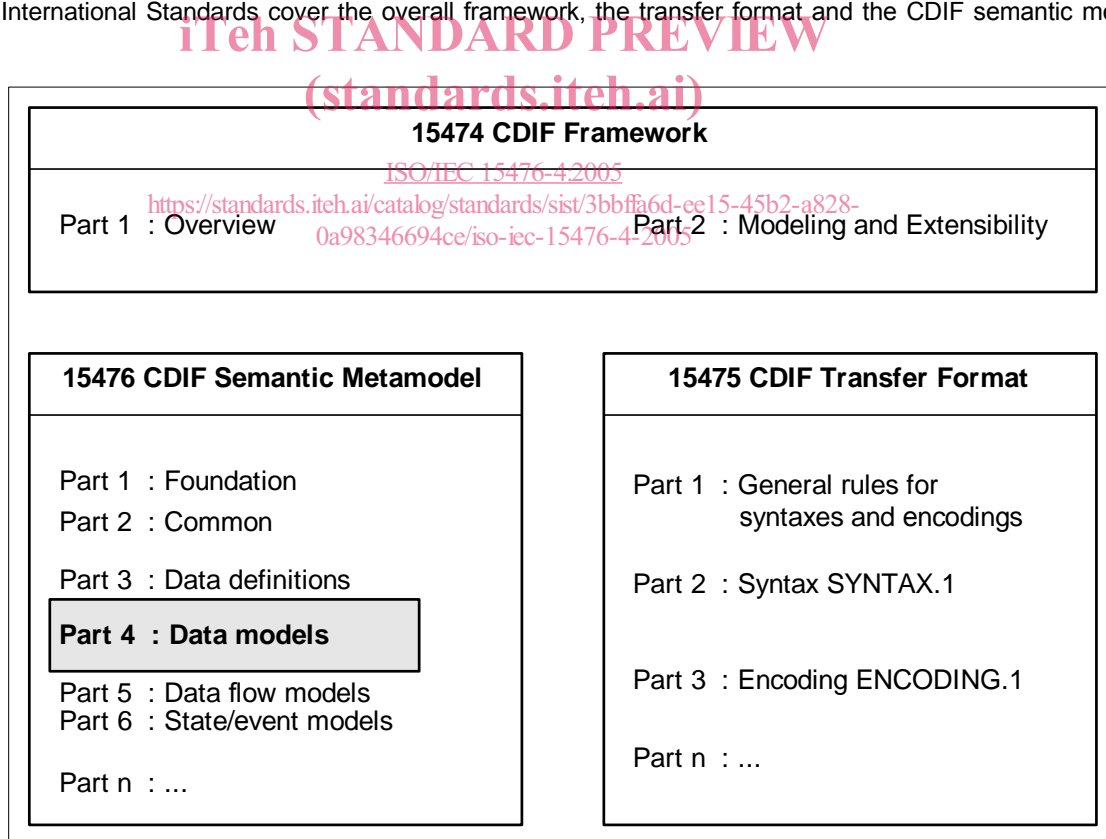 International Standards cover the overall framework, the transfer format and the CDIF semantic
iTeh STANDARD PREVIEW
(standards.iteh.ai)
15474 CDIF Framework
ISO/IEC 15476-4:2005
https://standards.iteh.ai/catalog/standards/sist/3bbffa6d-ee15-45b2-a828-
0a98346694ce/iso-iec-15476-4-2005
Part 1 : Overview
Part 2 : Modeling and Extensibility
15476 CDIF Semantic Metamodel
Part 1 : Foundation
Part 2 : Common
Part 3 : Data definitions
Part 4 : Data models
Part 5 : Data flow models
Part 6 : State/event models
Part n : ...
15475 CDIF Transfer Format
Part 1 : General rules for
syntaxes and encodings
Part 2 : Syntax SYNTAX.1
Part 3 : Encoding ENCODING.1
Part n : ...